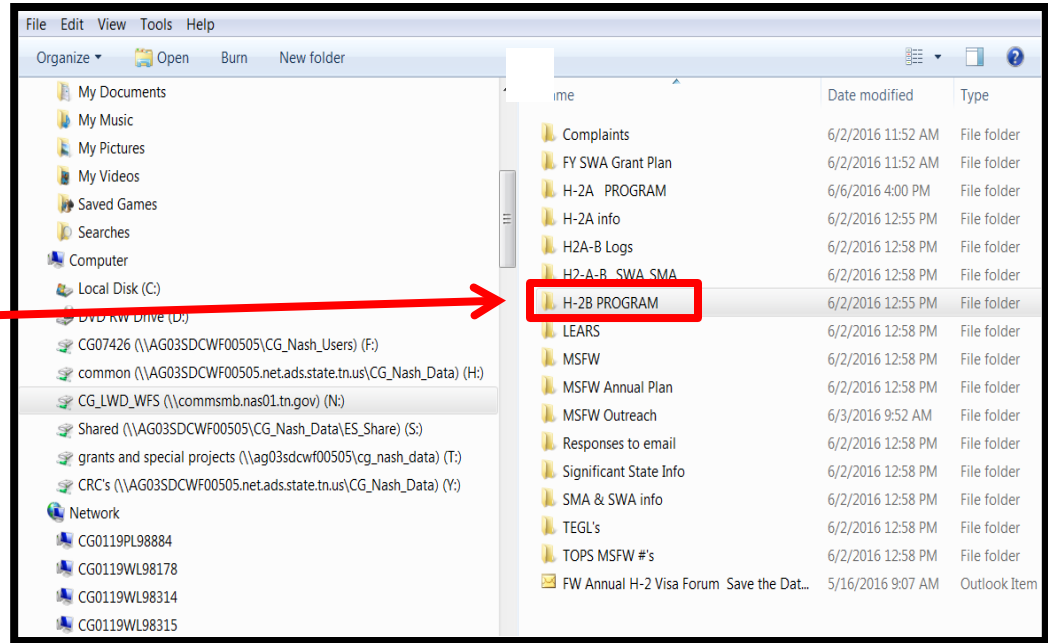 File Edit View Tools Help
Organize Open Burn New folder
My Documents
My Music
My Pictures
My Videos
Saved Games
Searches
Computer
Local Disk (C:)
DVD RW Drive (D:)
CG07426 (\\AG03SDCWF00505\CG_Nash_Users) (F:)
common (\\AG03SDCWF00505.net.ads.state.tn.us\CG_Nash_Data) (H:)
CG_LWD_WFS (\\commsmb.nas01.tn.gov) (N:)
Shared (\\AG03SDCWF00505\CG_Nash_Data\ES_Share) (S:)
grants and special projects (\\ag03sdcwf00505\cg_nash_data) (T:)
CRC's (\\AG03SDCWF00505.net.ads.state.tn.us\CG_Nash_Data) (Y:)
Network
CG0119PL98884
CG0119WL98178
CG0119WL98314
CG0119WL98315
me Date modified Type
Complaints 6/2/2016 11:52 AM File folder
FY SWA Grant Plan 6/2/2016 11:52 AM File folder
H-2A PROGRAM 6/6/2016 4:00 PM File folder
H-2A info 6/2/2016 12:55 PM File folder
H2A-B Logs 6/2/2016 12:58 PM File folder
H2-A-B SWA SMA 6/2/2016 12:58 PM File folder
H-2B PROGRAM 6/2/2016 12:55 PM File folder
LEARS 6/2/2016 12:58 PM File folder
MSFW 6/2/2016 12:58 PM File folder
MSFW Annual Plan 6/2/2016 12:58 PM File folder
MSFW Outreach 6/3/2016 9:52 AM File folder
Responses to email 6/2/2016 12:58 PM File folder
Significant State Info 6/2/2016 12:58 PM File folder
SMA & SWA info 6/2/2016 12:58 PM File folder
TEGL's 6/2/2016 12:58 PM File folder
TOPS MSFW #'s 6/2/2016 12:58 PM File folder
FW Annual H-2 Visa Forum Save the Dat... 5/16/2016 9:07 AM Outlook Item